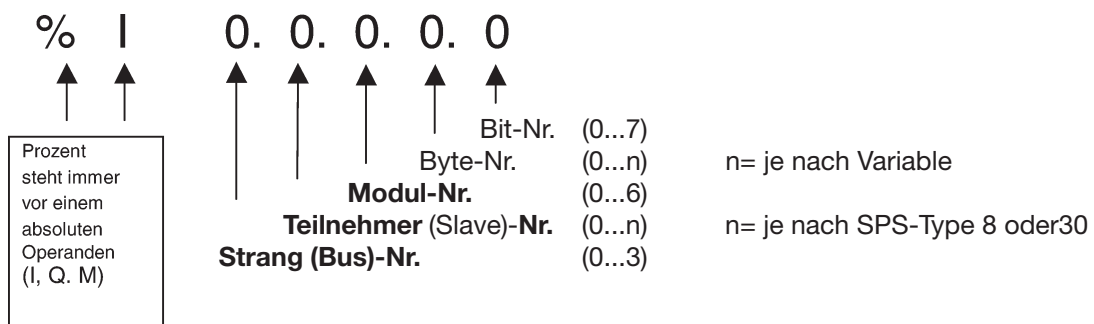 % I 0. 0. 0. 0. 0
Bit-Nr. (0...7)
Byte-Nr. (0...n) n= je nach Variable
Modul-Nr. (0...6)
Teilnehmer (Slave)-Nr. (0...n) n= je nach SPS-Type 8 oder30
Strang (Bus)-Nr. (0...3)
Prozent
steht immer
vor einem
absoluten
Operanden
(I, Q. M)